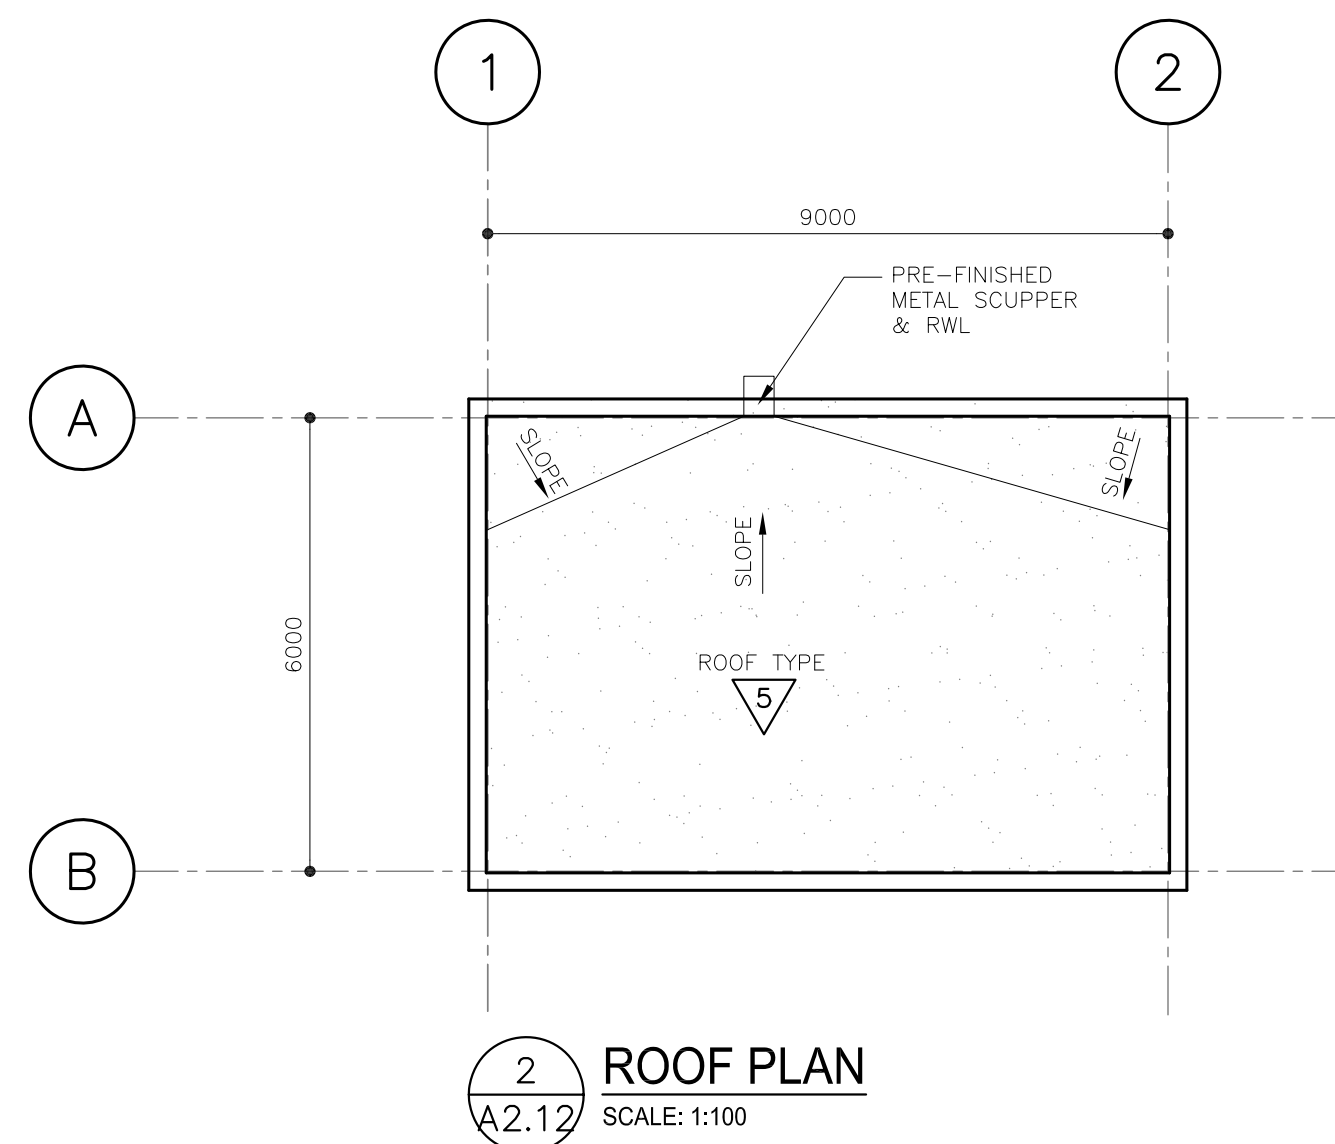 1
2
9000
PRE-FINISHED
METAL SCUPPER
& RWL
A
SLOPE
SLOPE
SLOPE
6000
ROOF TYPE
5
B
2
A2.12
ROOF PLAN
SCALE: 1:100